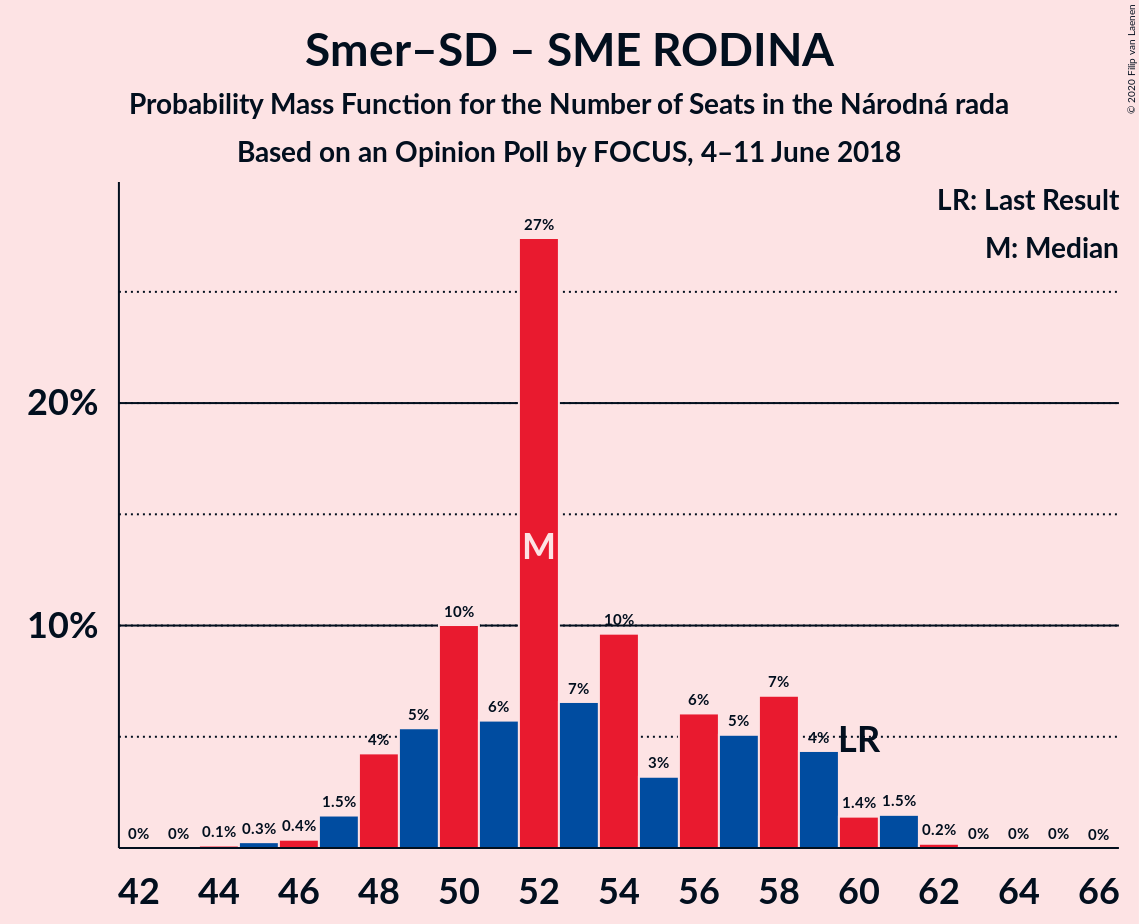 © 2020 Filip van Laenen
Smer–SD – SME RODINA
Probability Mass Function for the Number of Seats in the Národná rada
Based on an Opinion Poll by FOCUS, 4–11 June 2018
LR: Last Result
M: Median
20%
10%
0% 0% 0.1% 0.3% 0.4% 1.5% 4% 5% 10% 6% 27% 7% 10% 3% 6% 5% 7% 4% 1.4% 1.5% 0.2% 0% 0% 0% 0%
M
LR
42 44 46 48 50 52 54 56 58 60 62 64 66